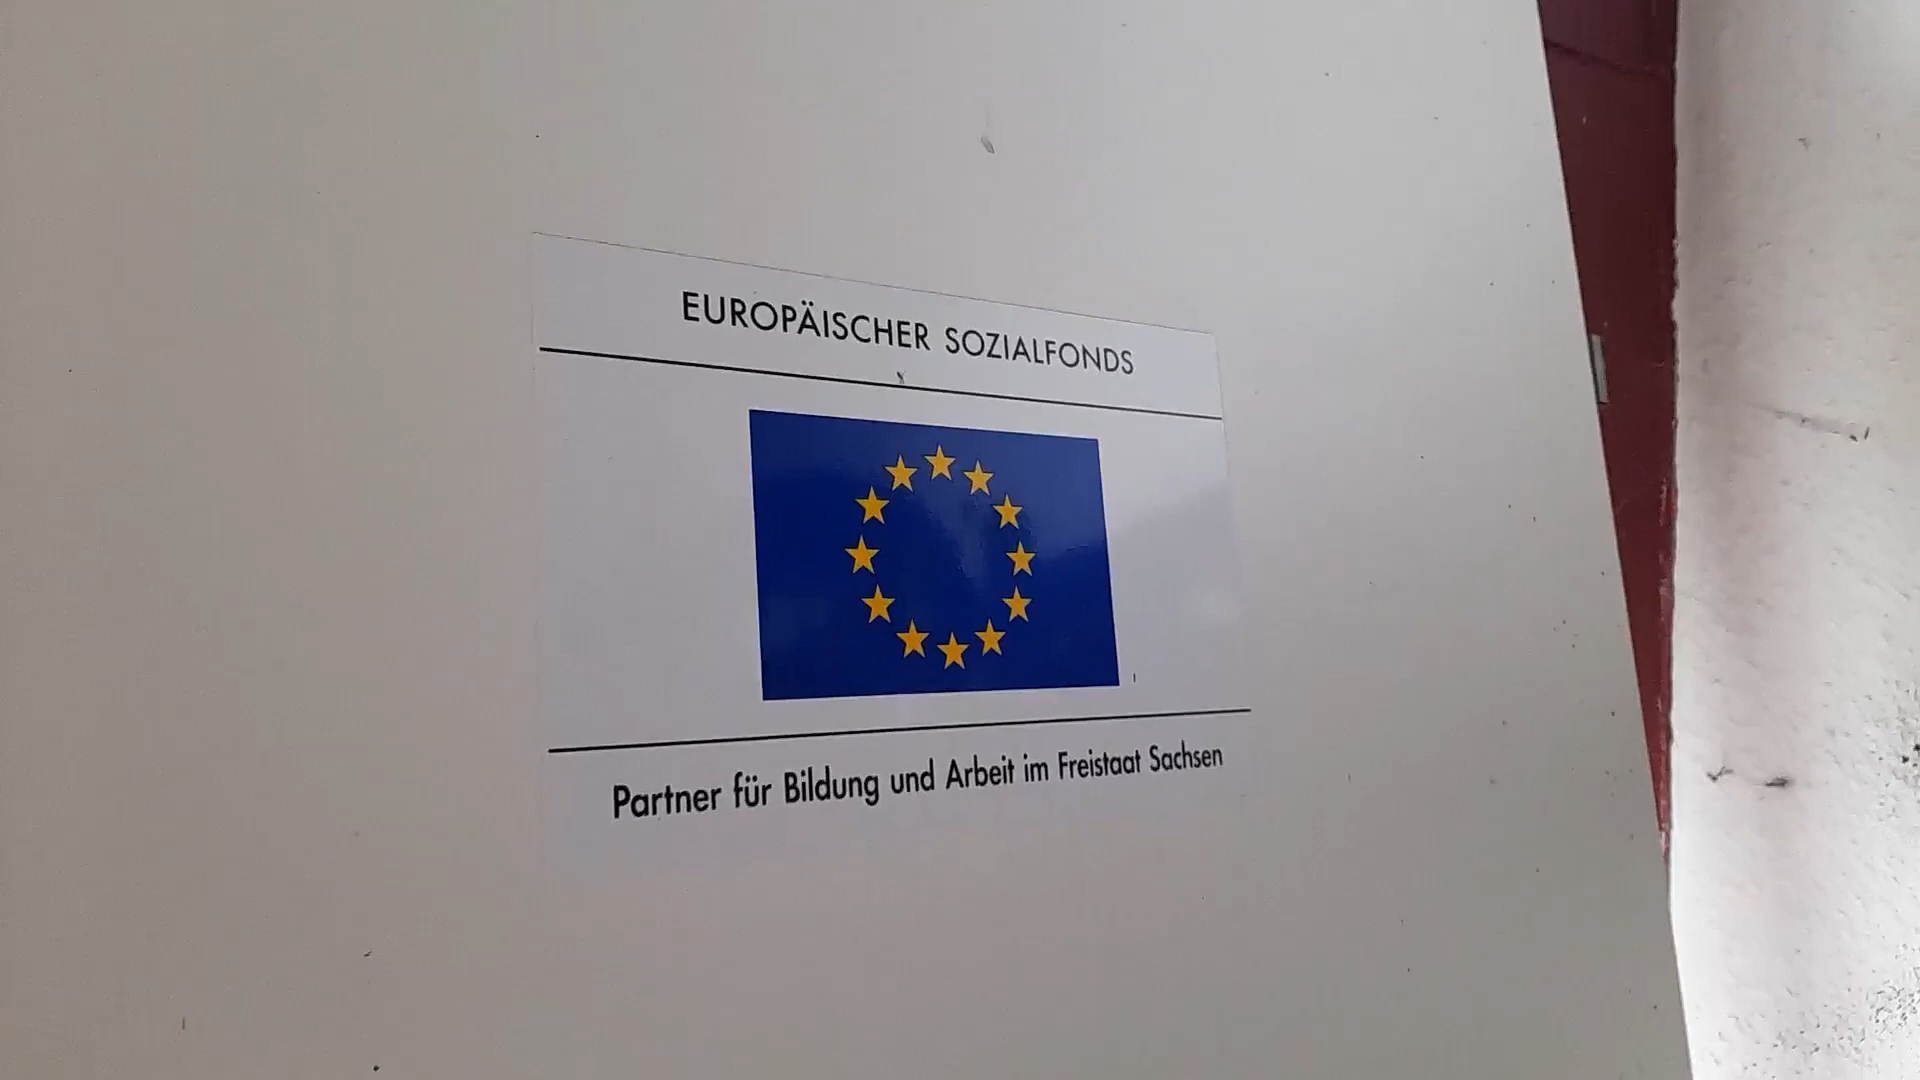 EUROPÄISCHER SOZIALFONDS
Partner für Bildung und Arbeit im Freistaat Sachsen